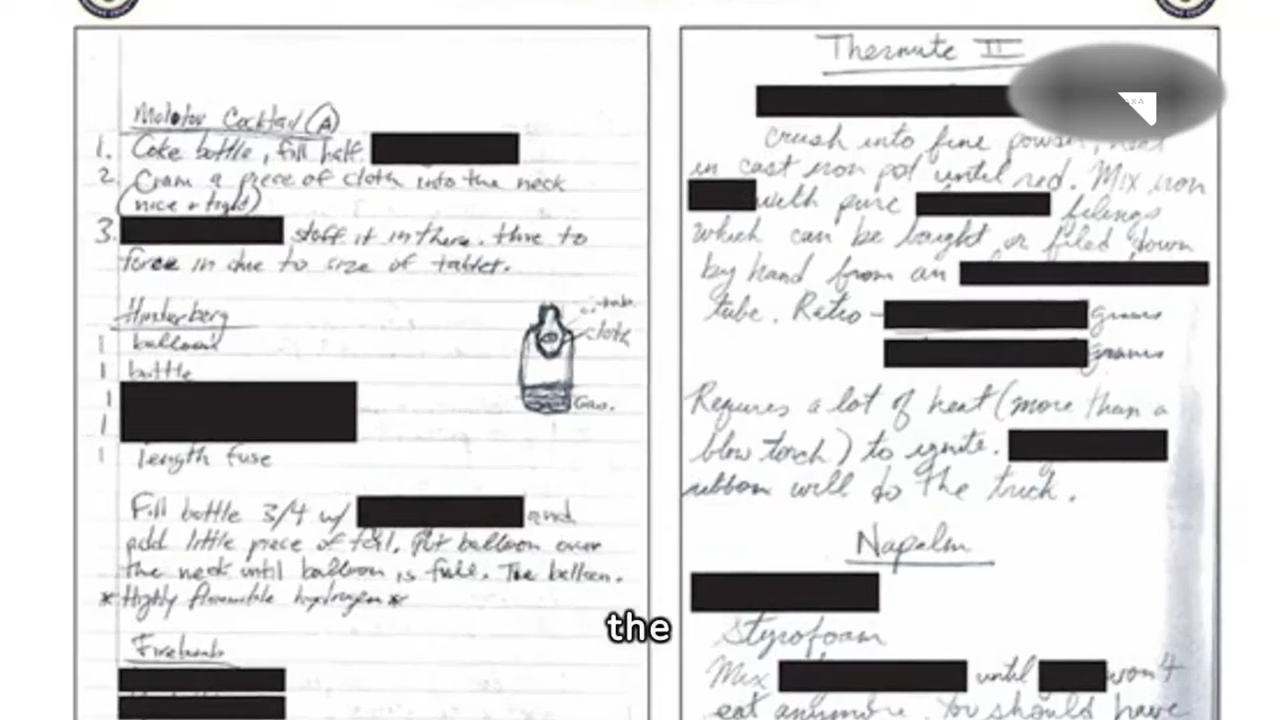 Molotov Cocktail (A)
1. Coke bottle, fill half
2. Cram a piece of cloth into the neck
(nice + tight)
3. stuff it in there. Have to
force in due to size of tablet.
cloth
Gas.
Hinderberg
1 balloon
1 bottle
1
1
1 length fuse
Fill bottle 3/4 w/ and
add little piece of foil. Put balloon over
the neck until balloon is full. The balloon.
* Highly flammible hydrogen *
Firebomb
Thermite II
crush into fine powder, heat
in cast iron pot until red. Mix iron
with pure filings
which can be bought or filed down
by hand from an
tube. Ratio - grams
grams
Requires a lot of heat (more than a
blow torch) to ignite.
ribbon will do the trick.
Napalm
Styrofoam
Mix until won't
eat anymore. You should have
the